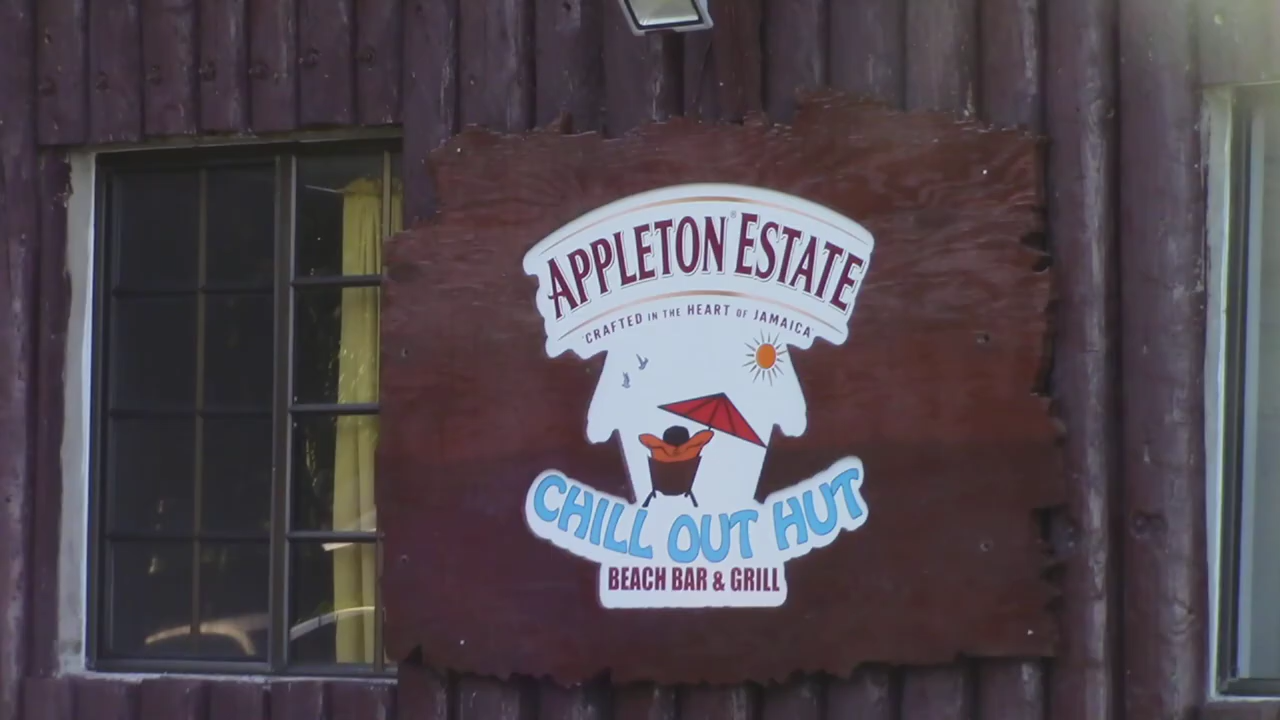 APPLETON® ESTATE
CRAFTED IN THE HEART OF JAMAICA
CHILL OUT HUT
BEACH BAR & GRILL